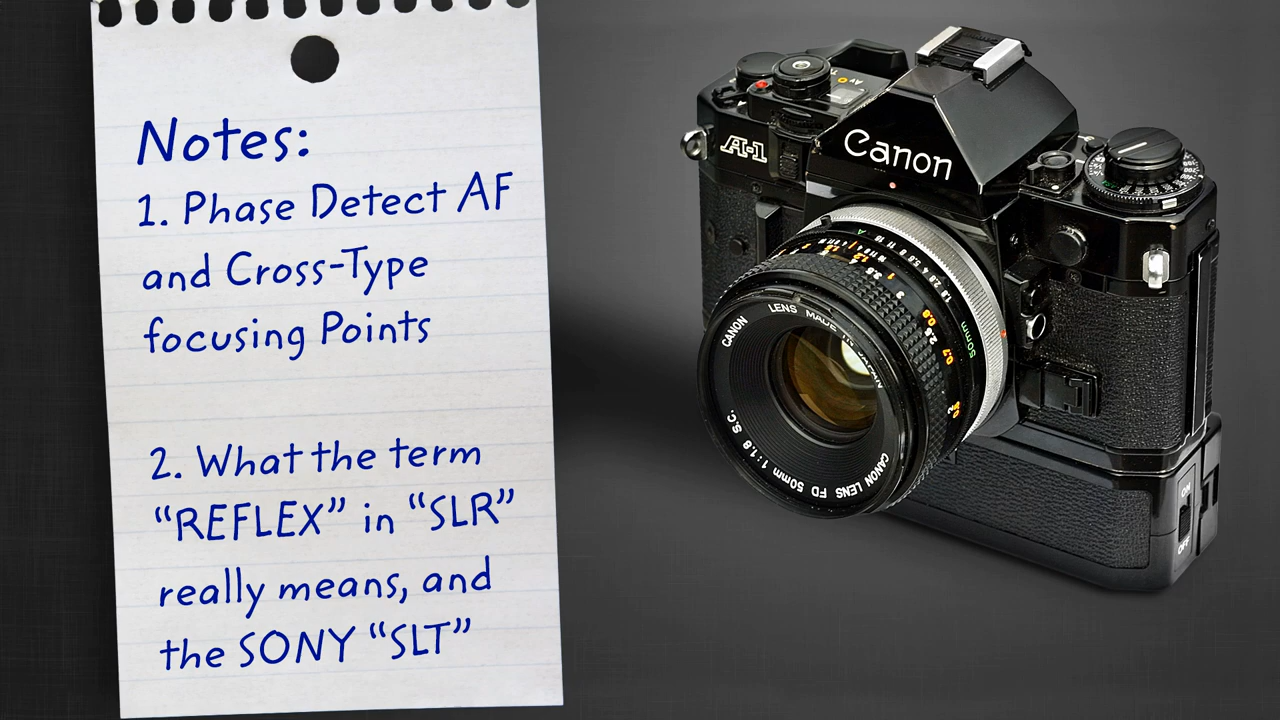 Notes:
1. Phase Detect AF
and Cross-Type
focusing Points
2. What the term
“REFLEX” in “SLR”
really means, and
the SONY “SLT”
A-1
Canon
CANON LENS MADE IN JAPAN
CANON LENS FD 50mm 1:1.8 S.C.
50mm
ON
OFF